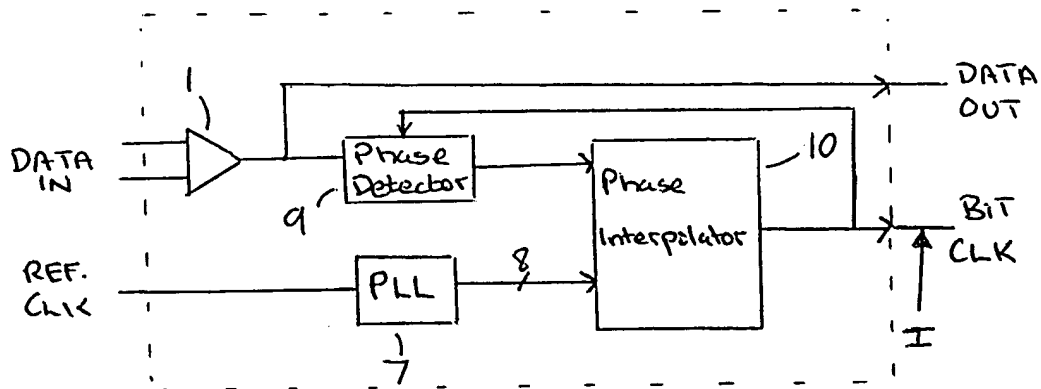 1
DATA
OUT
DATA
IN
Phase
Detector
9
10
Phase
Interpolator
BIT
CLK
REF.
CLK
PLL
8
7
I